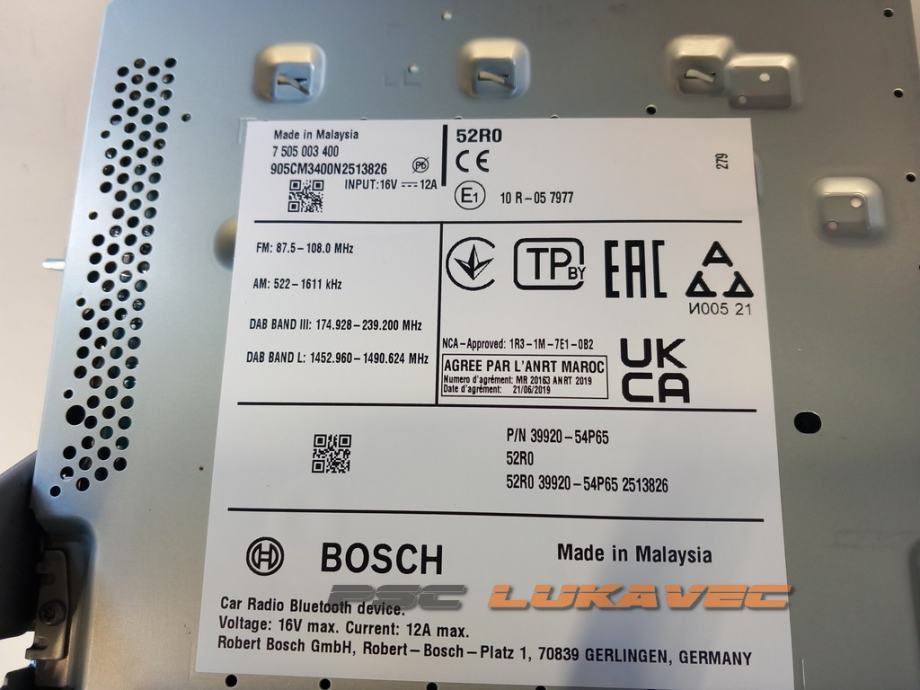 Made in Malaysia
7 505 003 400
905CM3400N2513826
INPUT:16V 12A
Pb
52R0
CE
E1 10 R-05 7977
279
FM: 87.5-108.0 MHz
AM: 522-1611 kHz
DAB BAND III: 174.928-239.200 MHz
DAB BAND L: 1452.960-1490.624 MHz
TP BY
EAC
И005 21
NCA-Approved: 1R3-1M-7E1-0B2
AGREE PAR L'ANRT MAROC
Numero d'agrément: MR 20163 ANRT 2019
Date d'agrément: 21/06/2019
UK
CA
P/N 39920-54P65
52R0
52R0 39920-54P65 2513826
BOSCH
Made in Malaysia
PSC LUKAVEC
Car Radio Bluetooth device.
Voltage: 16V max. Current: 12A max.
Robert Bosch GmbH, Robert-Bosch-Platz 1, 70839 GERLINGEN, GERMANY